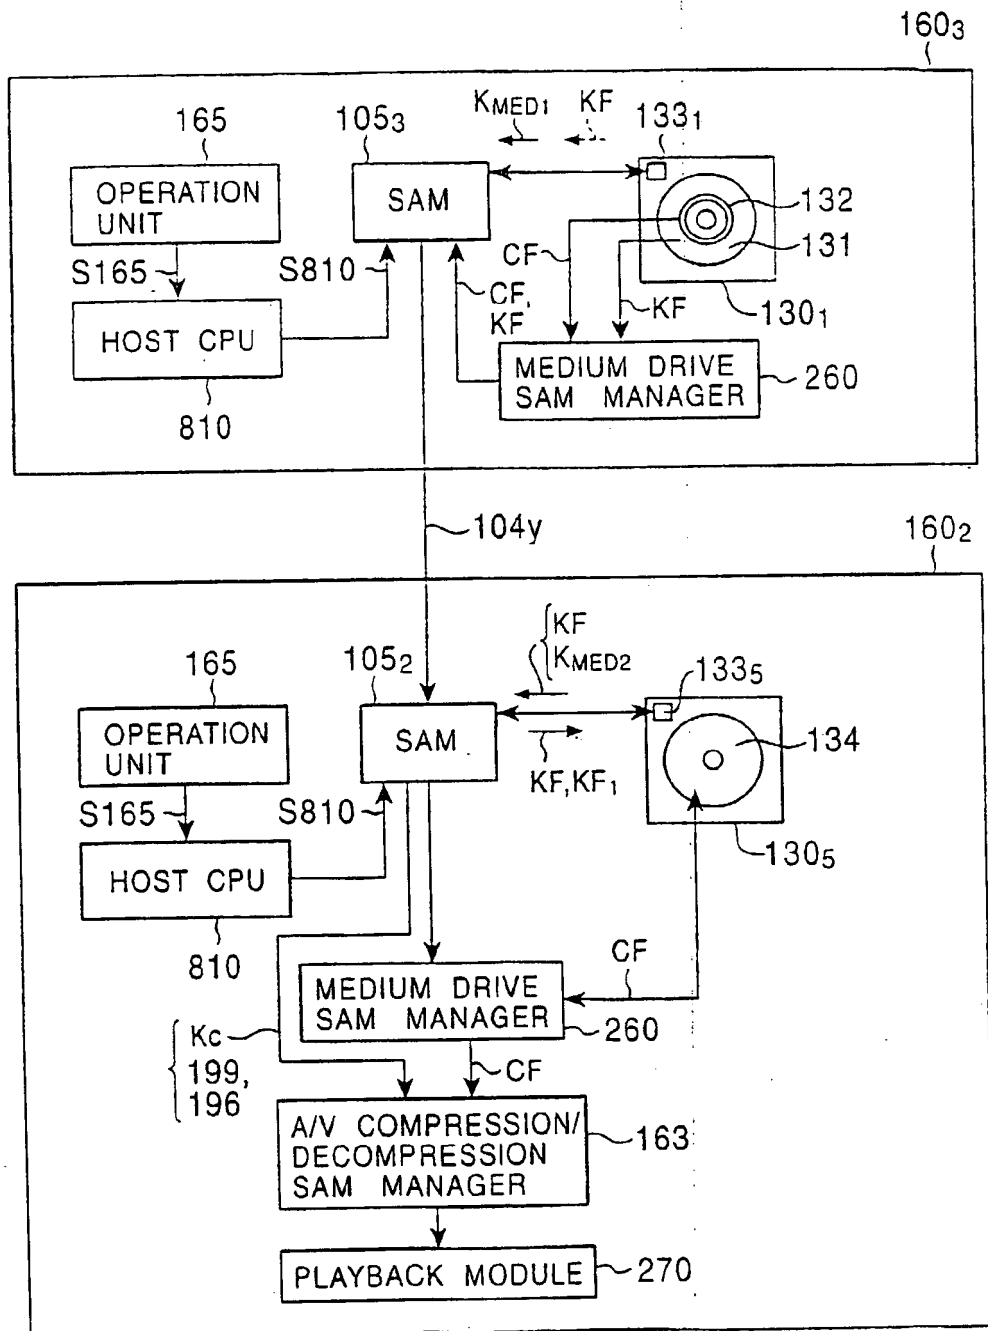 160₃
165
OPERATION
UNIT
S165
HOST CPU
810
105₃
SAM
S810
K_MED1
KF
133₁
132
131
130₁
CF
KF
CF,
KF
MEDIUM DRIVE
SAM MANAGER
260
104y
160₂
165
OPERATION
UNIT
S165
HOST CPU
810
105₂
SAM
S810
KF
K_MED2
KF,KF₁
133₅
134
130₅
CF
MEDIUM DRIVE
SAM MANAGER
260
Kc
199,
196
CF
A/V COMPRESSION/
DECOMPRESSION
SAM MANAGER
163
PLAYBACK MODULE
270